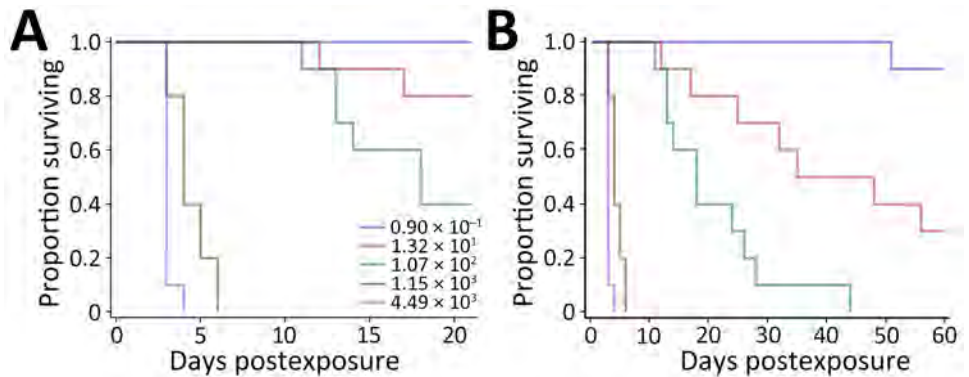 A
B
Proportion surviving
1.0
0.8
0.6
0.4
0.2
0
0.90 × 10⁻¹
1.32 × 10¹
1.07 × 10²
1.15 × 10³
4.49 × 10³
0 5 10 15 20
Days postexposure
Proportion surviving
1.0
0.8
0.6
0.4
0.2
0
0 10 20 30 40 50 60
Days postexposure